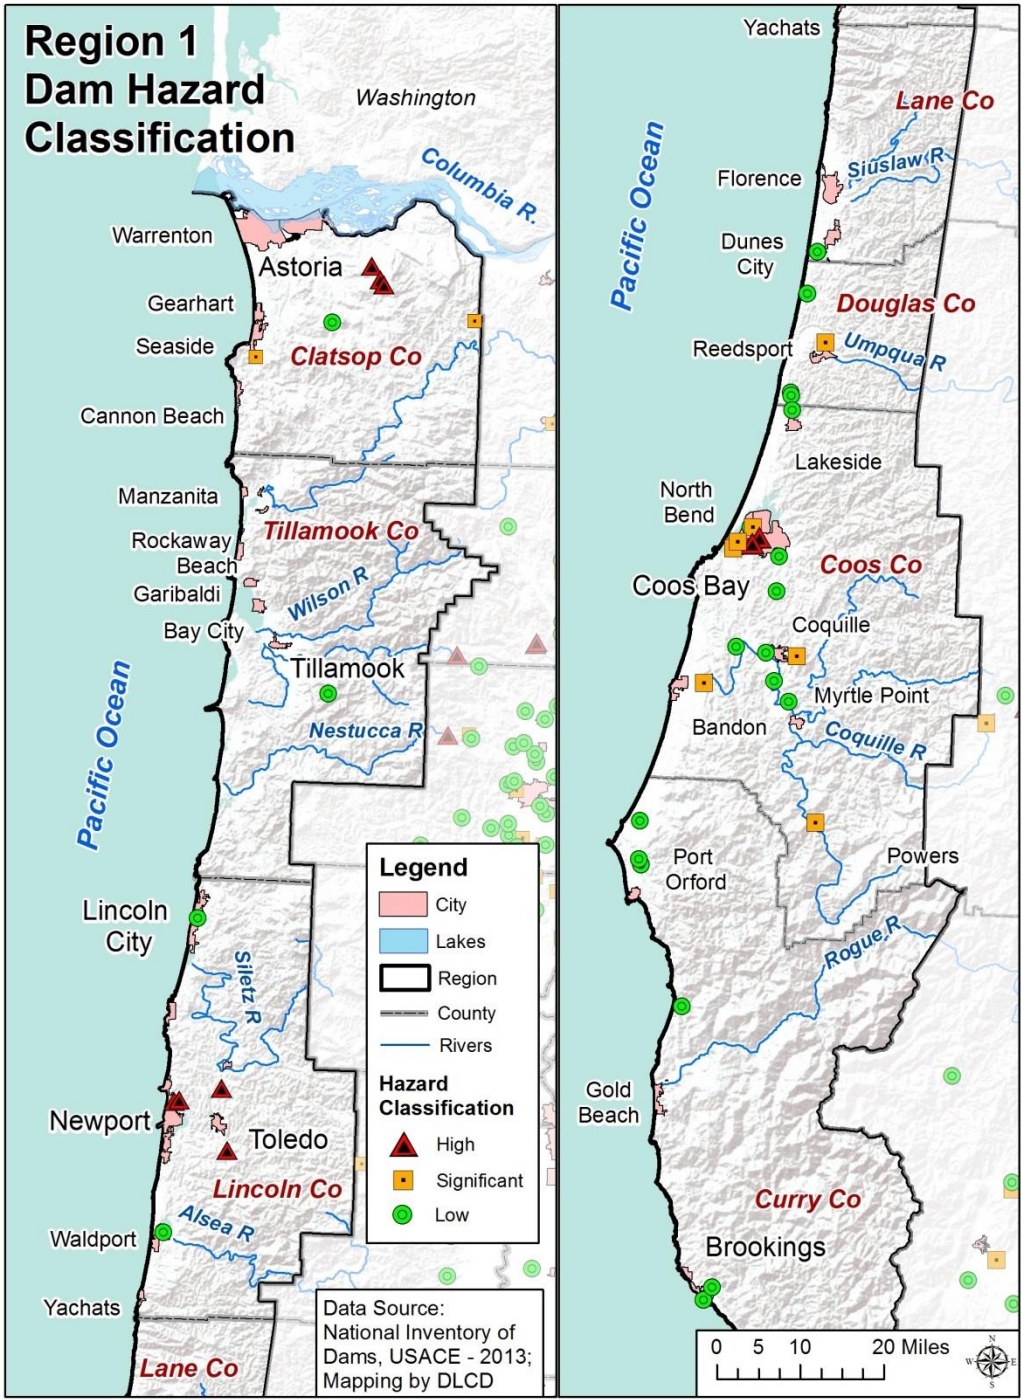 Region 1
Dam Hazard
Classification
Washington
Columbia R.
Warrenton
Astoria
Gearhart
Seaside
Clatsop Co
Cannon Beach
Manzanita
Tillamook Co
Rockaway
Beach
Garibaldi
Wilson R
Bay City
Tillamook
Nestucca R
Pacific Ocean
Lincoln
City
Siletz R
Newport
Toledo
Lincoln Co
Alsea R
Waldport
Yachats
Lane Co
Legend
City
Lakes
Region
County
Rivers
Hazard
Classification
High
Significant
Low
Data Source:
National Inventory of
Dams, USACE - 2013;
Mapping by DLCD
Yachats
Lane Co
Pacific Ocean
Siuslaw R
Florence
Dunes
City
Douglas Co
Reedsport
Umpqua R
Lakeside
North
Bend
Coos Co
Coos Bay
Coquille
Myrtle Point
Bandon
Coquille R
Port
Orford
Powers
Rogue R
Gold
Beach
Curry Co
Brookings
0 5 10 20 Miles
N
W E
S